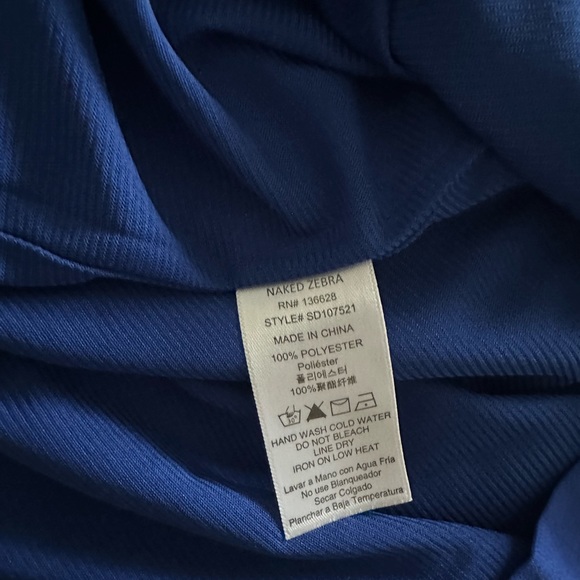 NAKED ZEBRA
RN# 136628
STYLE# SD107521
MADE IN CHINA
100% POLYESTER
Poliéster
폴리에스터
100%聚酯纤维
HAND WASH COLD WATER
DO NOT BLEACH
LINE DRY
IRON ON LOW HEAT
Lavar a Mano con Agua Fria
No use Blanqueador
Secar Colgado
Planchar a Baja Temperatura